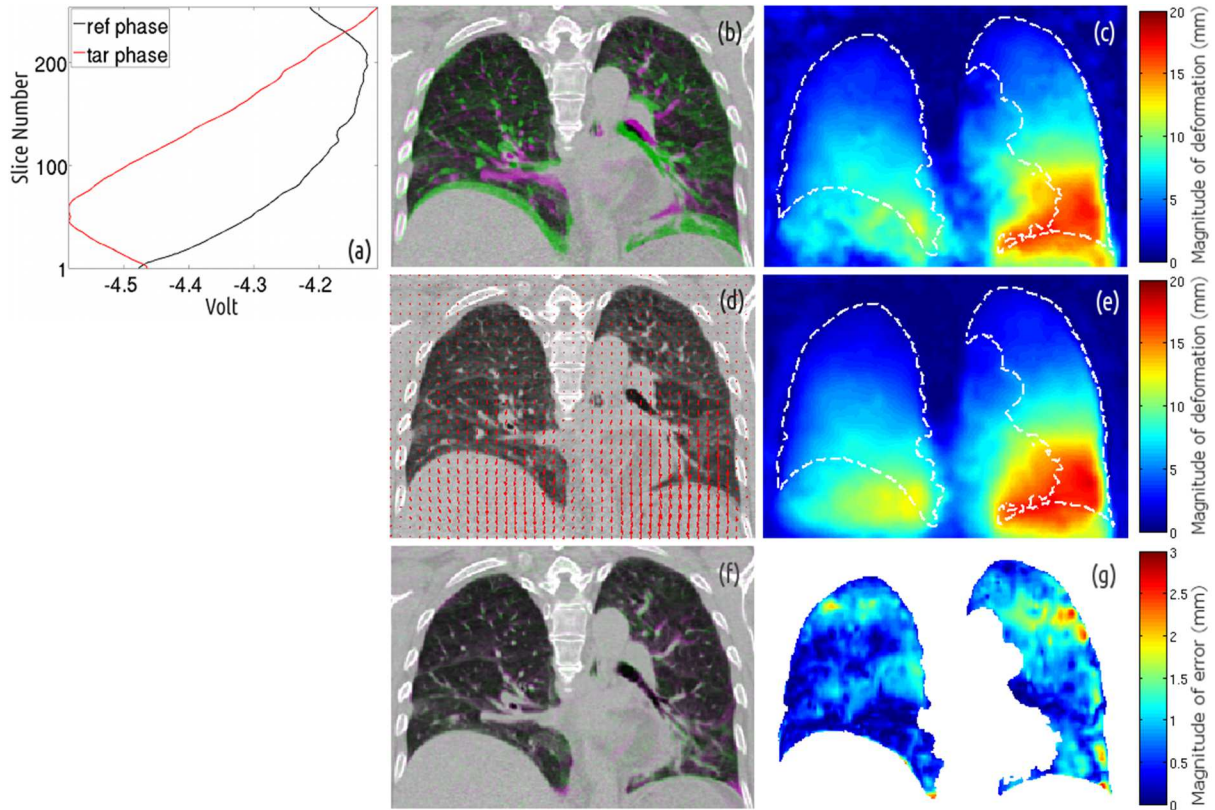 ref phase
tar phase
Slice Number
200
100
1
-4.5
-4.4
-4.3
-4.2
Volt
(a)
(b)
(c)
20
15
10
5
0
Magnitude of deformation (mm)
(d)
(e)
20
15
10
5
0
Magnitude of deformation (mm)
(f)
(g)
3
2.5
2
1.5
1
0.5
0
Magnitude of error (mm)